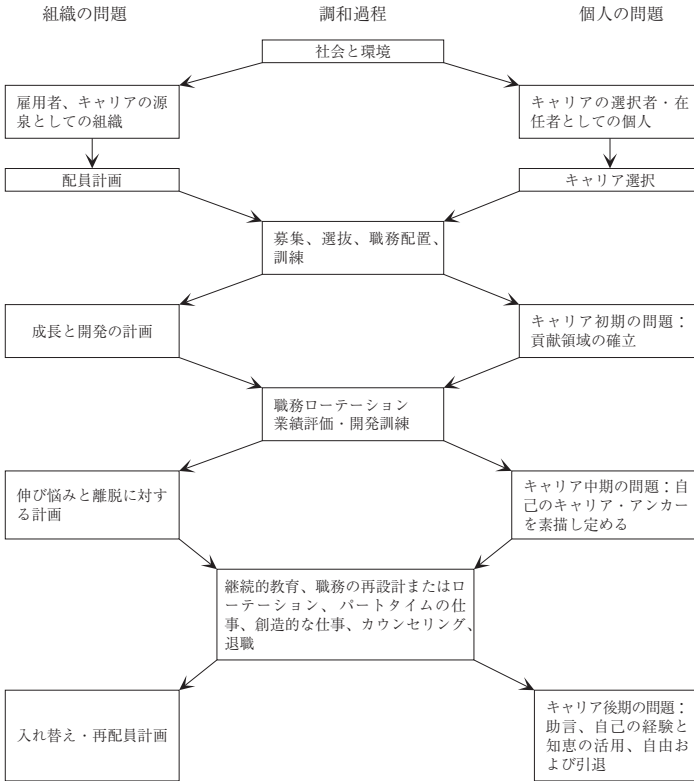 組織の問題
調和過程
個人の問題
社会と環境
雇用者、キャリアの源
泉としての組織
キャリアの選択者・在
任者としての個人
配員計画
キャリア選択
募集、選抜、職務配置、
訓練
成長と開発の計画
キャリア初期の問題：
貢献領域の確立
職務ローテーション
業績評価・開発訓練
伸び悩みと離脱に対す
る計画
キャリア中期の問題：自
己のキャリア・アンカー
を素描し定める
継続的教育、職務の再設計またはロ
ーテーション、パートタイムの仕
事、創造的な仕事、カウンセリング、
退職
入れ替え・再配員計画
キャリア後期の問題：
助言、自己の経験と
知恵の活用、自由お
よび引退